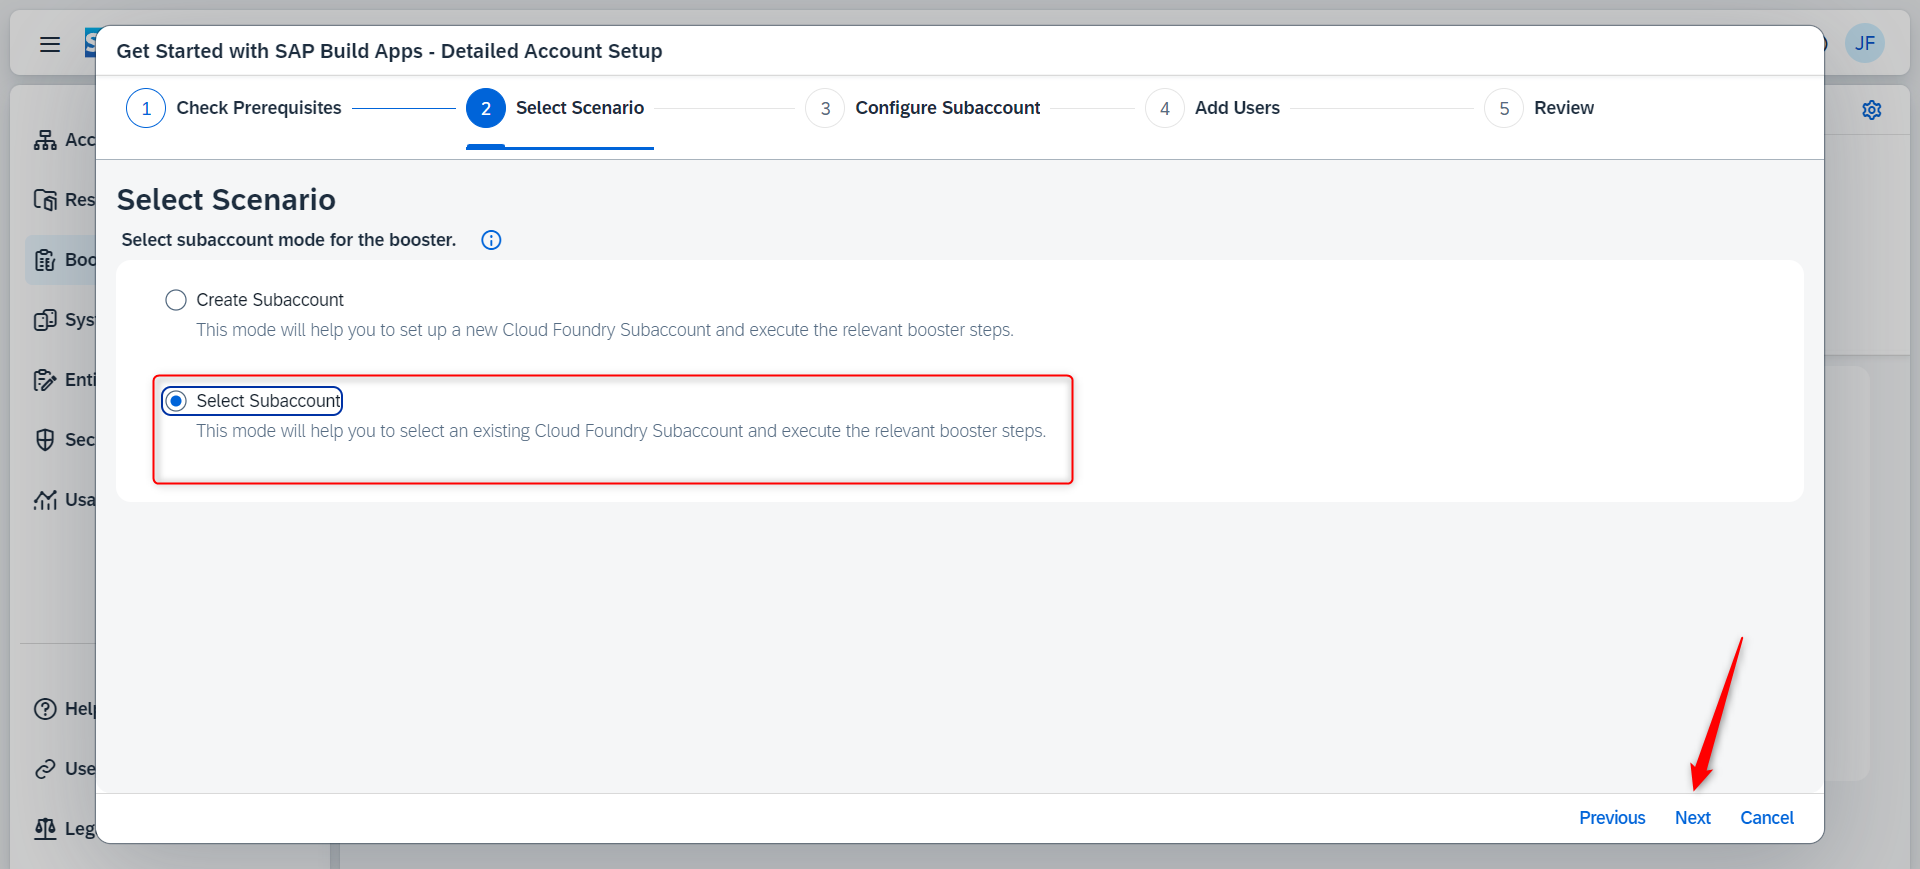 Get Started with SAP Build Apps - Detailed Account Setup
JF
1 Check Prerequisites 2 Select Scenario 3 Configure Subaccount 4 Add Users 5 Review
Select Scenario
Select subaccount mode for the booster.
Create Subaccount
This mode will help you to set up a new Cloud Foundry Subaccount and execute the relevant booster steps.
Select Subaccount
This mode will help you to select an existing Cloud Foundry Subaccount and execute the relevant booster steps.
Acc
Res
Boo
Sys
Enti
Sec
Usa
Help
Use
Leg
Previous Next Cancel